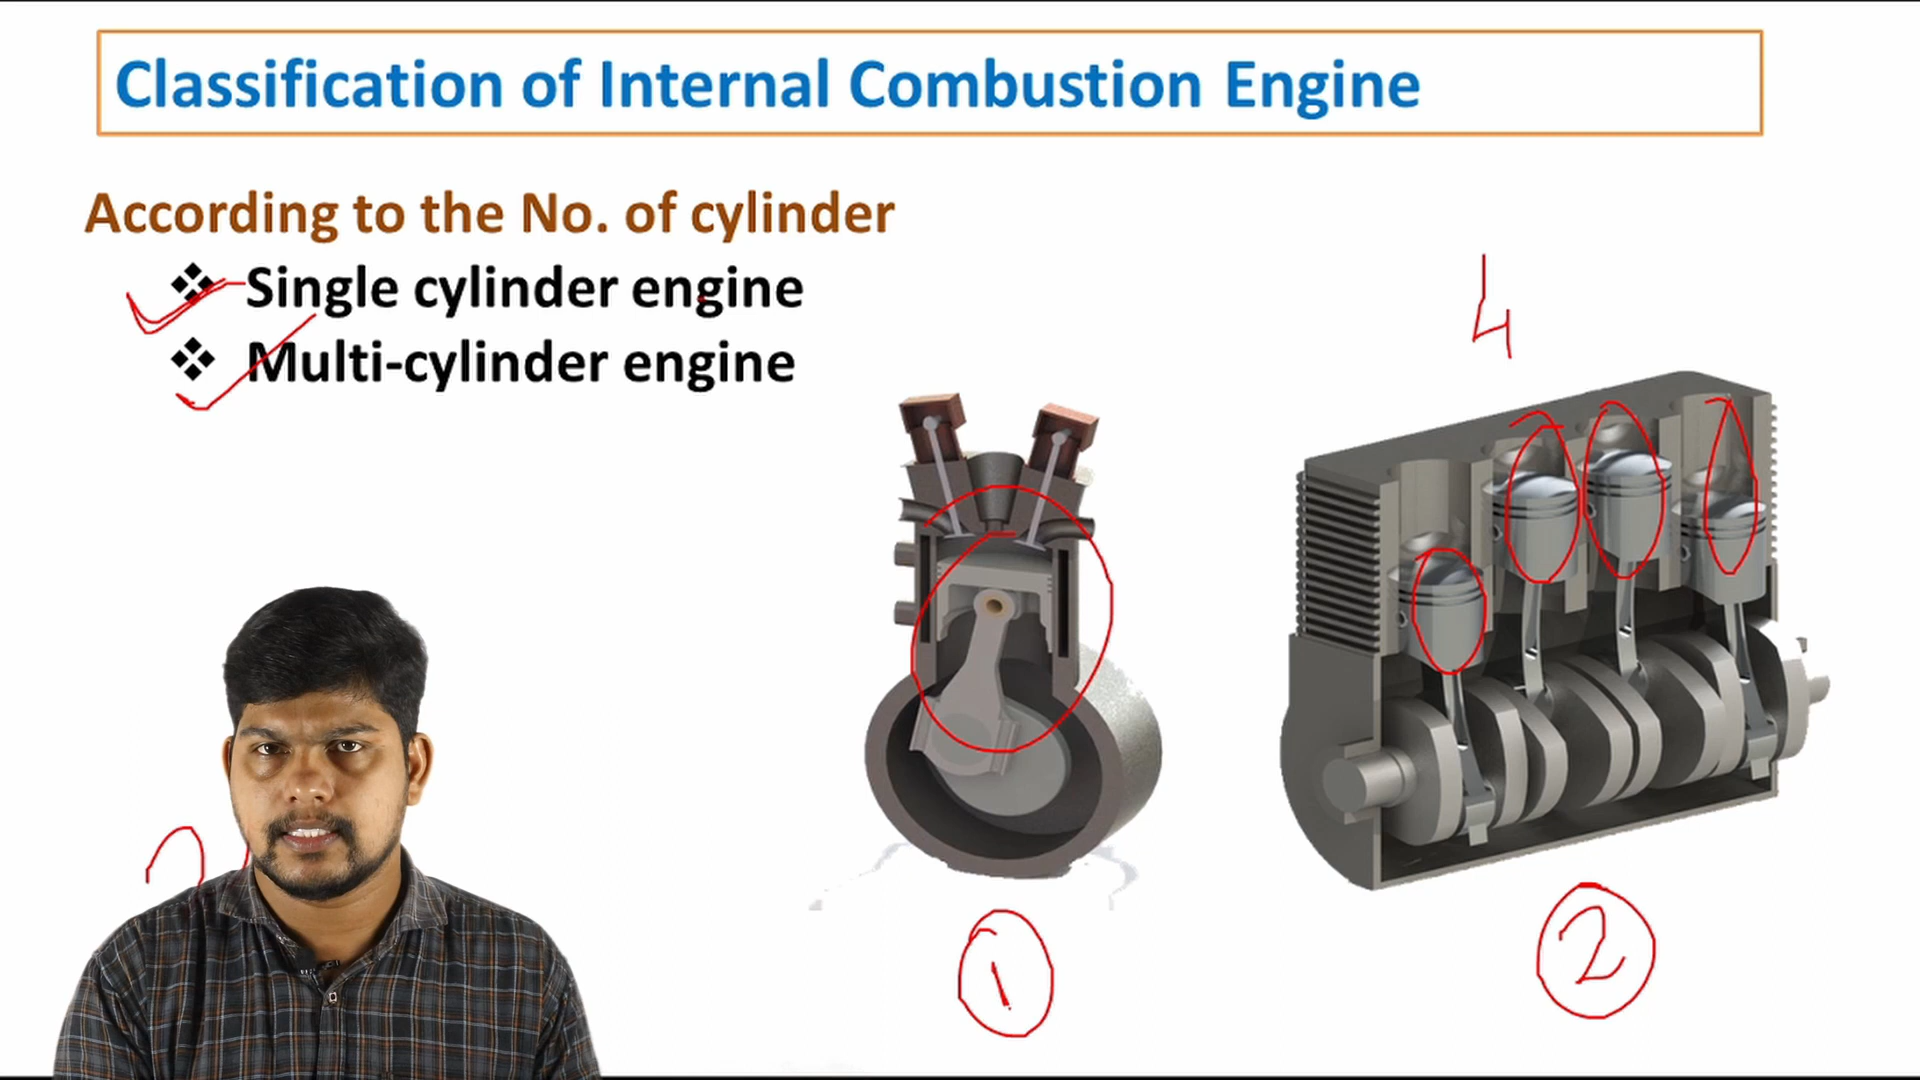 Classification of Internal Combustion Engine
According to the No. of cylinder
❖ Single cylinder engine
❖ Multi-cylinder engine
4
1
2